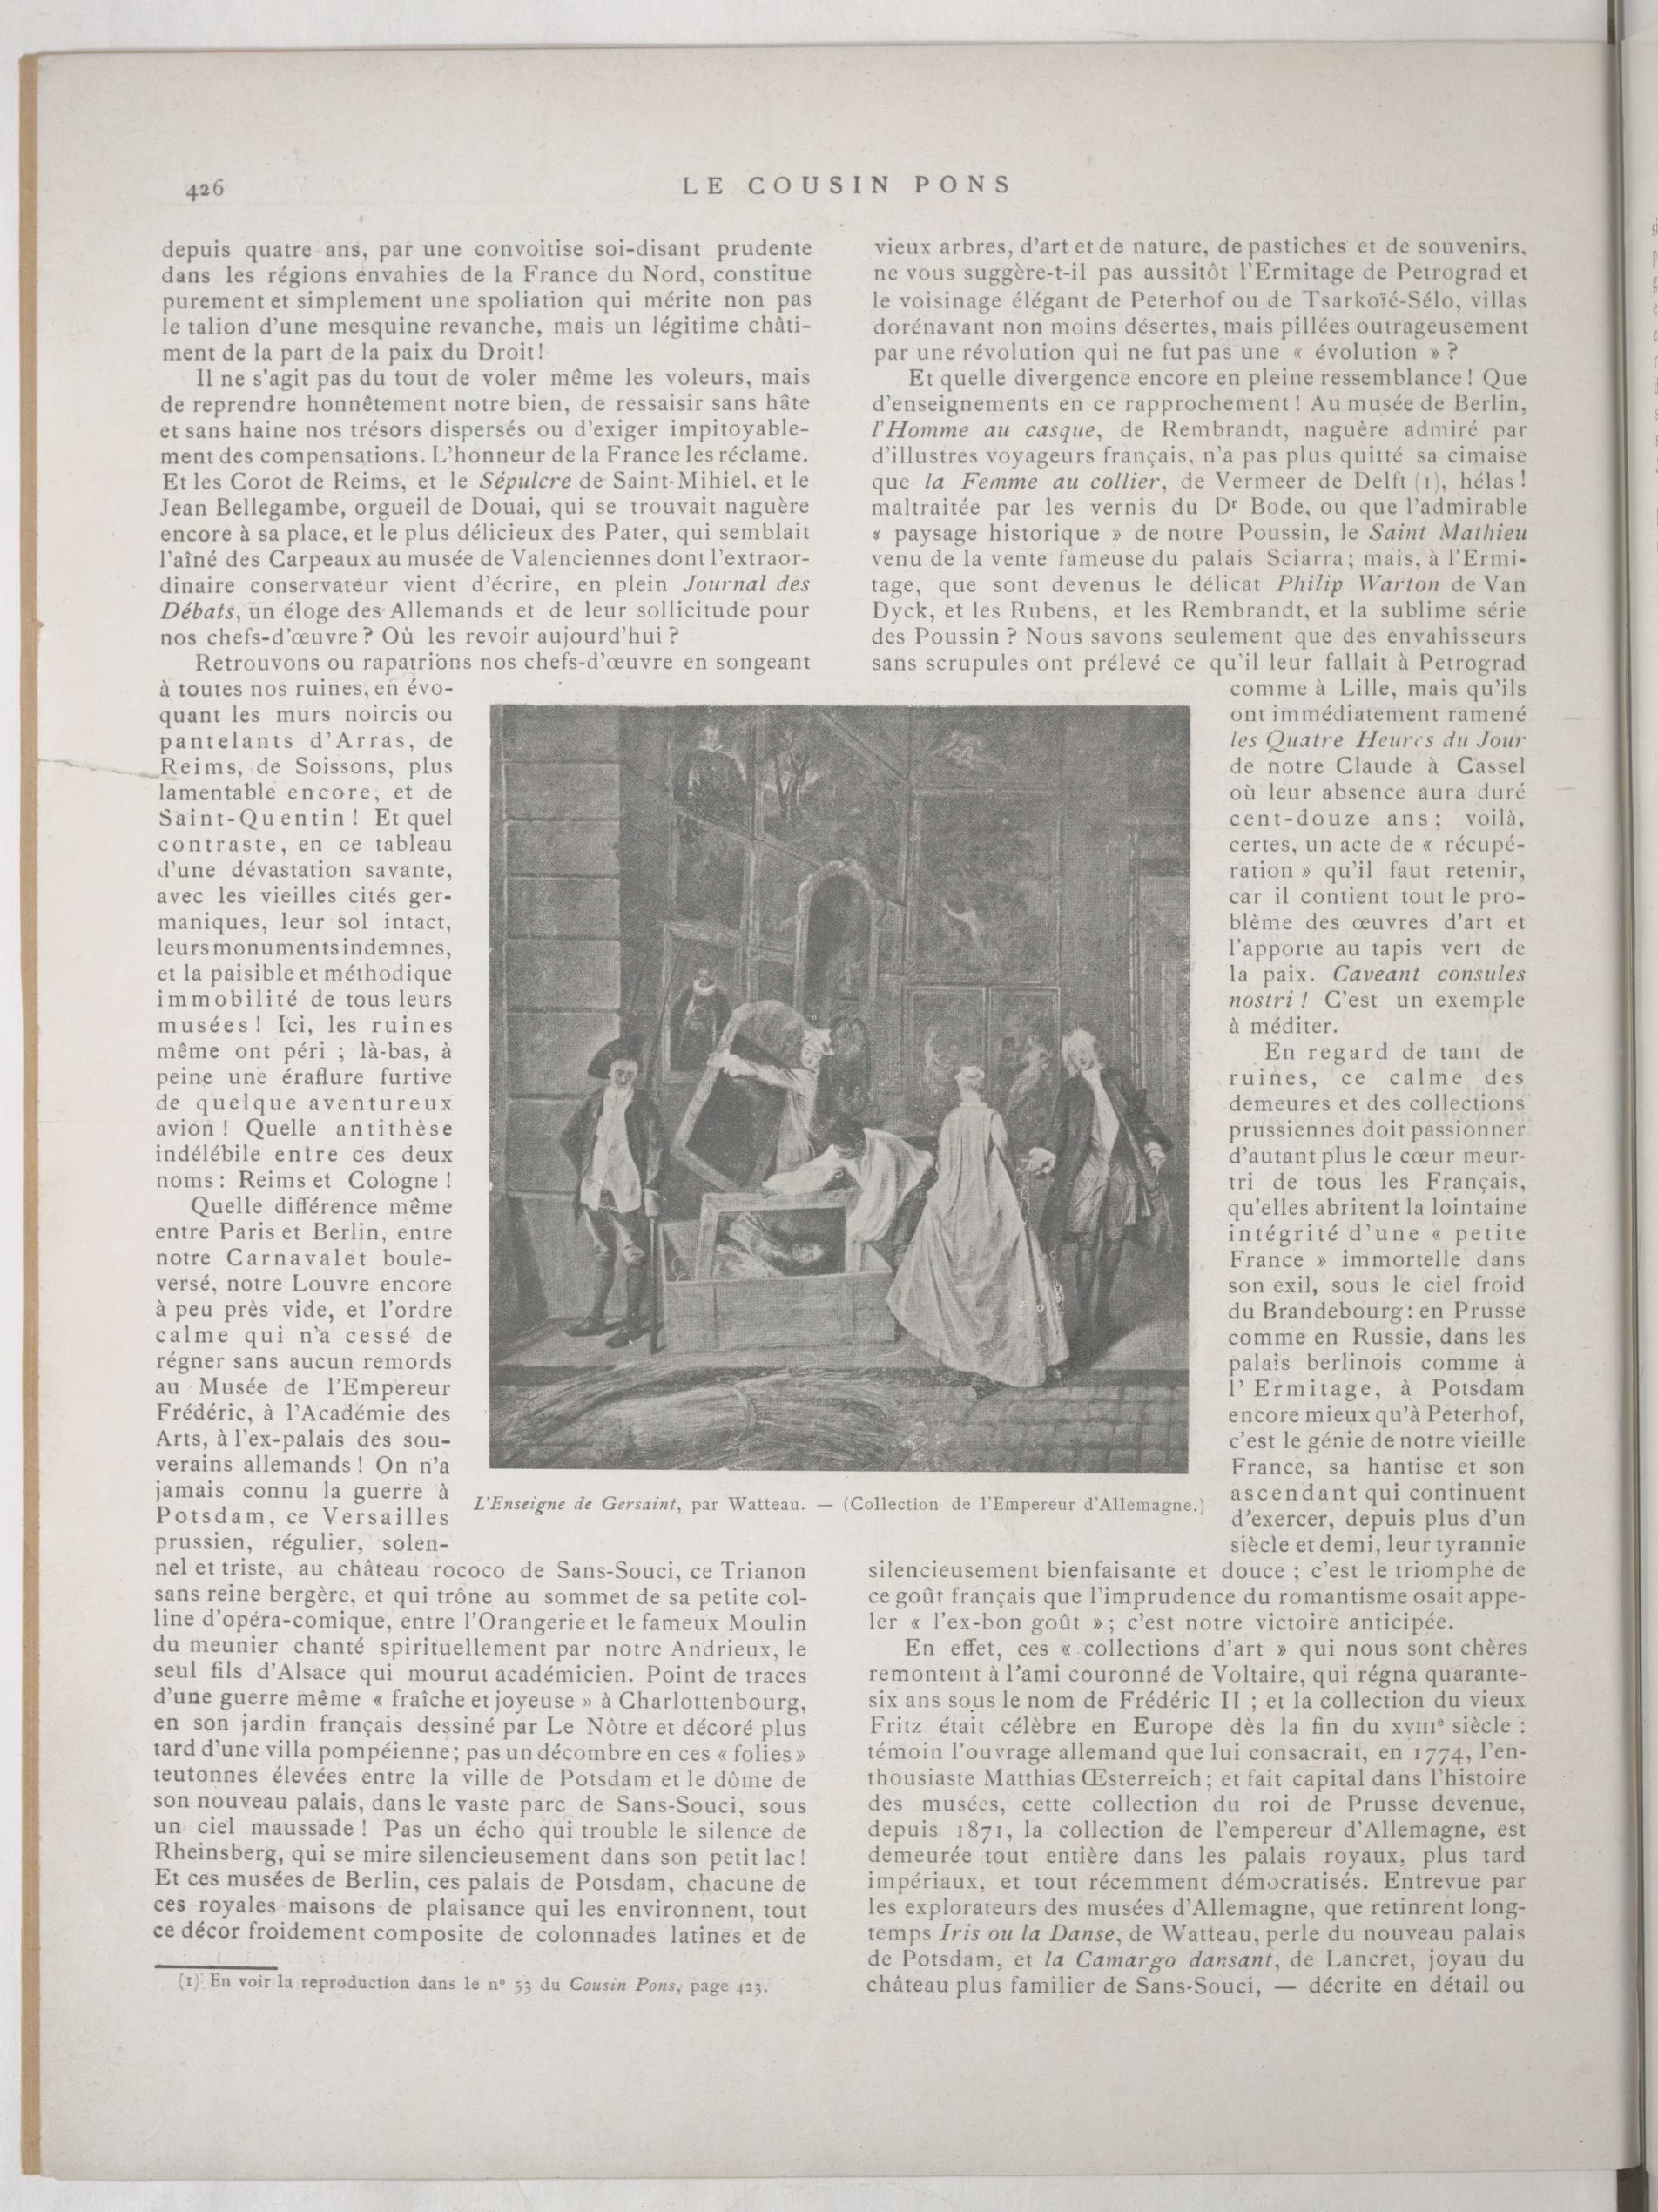 426
LE COUSIN PONS
depuis quatre ans, par une convoitise soi-disant prudente
dans les régions envahies de la France du Nord, constitue
purement et simplement une spoliation qui mérite non pas
le talion d'une mesquine revanche, mais un légitime châti-
ment de la part de la paix du Droit!
Il ne s'agit pas du tout de voler même les voleurs, mais
de reprendre honnêtement notre bien, de ressaisir sans hâte
et sans haine nos trésors dispersés ou d'exiger impitoyable-
ment des compensations. L'honneur de la France les réclame.
Et les Corot de Reims, et le Sépulcre de Saint-Mihiel, et le
Jean Bellegambe, orgueil de Douai, qui se trouvait naguère
encore à sa place, et le plus délicieux des Pater, qui semblait
l'aîné des Carpeaux au musée de Valenciennes dont l'extraor-
dinaire conservateur vient d'écrire, en plein Journal des
Débats, un éloge des Allemands et de leur sollicitude pour
nos chefs-d'œuvre? Où les revoir aujourd'hui ?
Retrouvons ou rapatrions nos chefs-d'œuvre en songeant
à toutes nos ruines, en évo-
quant les murs noircis ou
pantelants d'Arras, de
Reims, de Soissons, plus
lamentable encore, et de
Saint-Quentin! Et quel
contraste, en ce tableau
d'une dévastation savante,
avec les vieilles cités ger-
maniques, leur sol intact,
leurs monuments indemnes,
et la paisible et méthodique
immobilité de tous leurs
musées! Ici, les ruines
même ont péri ; là-bas, à
peine une éraflure furtive
de quelque aventureux
avion! Quelle antithèse
indélébile entre ces deux
noms: Reims et Cologne!
Quelle différence même
entre Paris et Berlin, entre
notre Carnavalet boule-
versé, notre Louvre encore
à peu près vide, et l'ordre
calme qui n'a cessé de
régner sans aucun remords
au Musée de l'Empereur
Frédéric, à l'Académie des
Arts, à l'ex-palais des sou-
verains allemands! On n'a
jamais connu la guerre à
Potsdam, ce Versailles
prussien, régulier, solen-
nel et triste, au château rococo de Sans-Souci, ce Trianon
sans reine bergère, et qui trône au sommet de sa petite col-
line d'opéra-comique, entre l'Orangerie et le fameux Moulin
du meunier chanté spirituellement par notre Andrieux, le
seul fils d'Alsace qui mourut académicien. Point de traces
d'une guerre même « fraîche et joyeuse » à Charlottenbourg,
en son jardin français dessiné par Le Nôtre et décoré plus
tard d'une villa pompéienne; pas un décombre en ces « folies »
teutonnes élevées entre la ville de Potsdam et le dôme de
son nouveau palais, dans le vaste parc de Sans-Souci, sous
un ciel maussade! Pas un écho qui trouble le silence de
Rheinsberg, qui se mire silencieusement dans son petit lac!
Et ces musées de Berlin, ces palais de Potsdam, chacune de
ces royales maisons de plaisance qui les environnent, tout
ce décor froidement composite de colonnades latines et de
(1) En voir la reproduction dans le nº 53 du Cousin Pons, page 423.
L'Enseigne de Gersaint, par Watteau. — (Collection de l'Empereur d'Allemagne.)
vieux arbres, d'art et de nature, de pastiches et de souvenirs,
ne vous suggère-t-il pas aussitôt l'Ermitage de Petrograd et
le voisinage élégant de Peterhof ou de Tsarkoïé-Sélo, villas
dorénavant non moins désertes, mais pillées outrageusement
par une révolution qui ne fut pas une « évolution » ?
Et quelle divergence encore en pleine ressemblance! Que
d'enseignements en ce rapprochement! Au musée de Berlin,
l'Homme au casque, de Rembrandt, naguère admiré par
d'illustres voyageurs français, n'a pas plus quitté sa cimaise
que la Femme au collier, de Vermeer de Delft (1), hélas!
maltraitée par les vernis du Dr Bode, ou que l'admirable
« paysage historique » de notre Poussin, le Saint Mathieu
venu de la vente fameuse du palais Sciarra; mais, à l'Ermi-
tage, que sont devenus le délicat Philip Warton de Van
Dyck, et les Rubens, et les Rembrandt, et la sublime série
des Poussin ? Nous savons seulement que des envahisseurs
sans scrupules ont prélevé ce qu'il leur fallait à Petrograd
comme à Lille, mais qu'ils
ont immédiatement ramené
les Quatre Heures du Jour
de notre Claude à Cassel
où leur absence aura duré
cent-douze ans; voilà,
certes, un acte de « récupé-
ration » qu'il faut retenir,
car il contient tout le pro-
blème des œuvres d'art et
l'apporte au tapis vert de
la paix. Caveant consules
nostri! C'est un exemple
à méditer.
En regard de tant de
ruines, ce calme des
demeures et des collections
prussiennes doit passionner
d'autant plus le cœur meur-
tri de tous les Français,
qu'elles abritent la lointaine
intégrité d'une « petite
France » immortelle dans
son exil, sous le ciel froid
du Brandebourg: en Prusse
comme en Russie, dans les
palais berlinois comme à
l'Ermitage, à Potsdam
encore mieux qu'à Peterhof,
c'est le génie de notre vieille
France, sa hantise et son
ascendant qui continuent
d'exercer, depuis plus d'un
siècle et demi, leur tyrannie
silencieusement bienfaisante et douce ; c'est le triomphe de
ce goût français que l'imprudence du romantisme osait appe-
ler « l'ex-bon goût »; c'est notre victoire anticipée.
En effet, ces « collections d'art » qui nous sont chères
remontent à l'ami couronné de Voltaire, qui régna quarante-
six ans sous le nom de Frédéric II ; et la collection du vieux
Fritz était célèbre en Europe dès la fin du XVIIIe siècle :
témoin l'ouvrage allemand que lui consacrait, en 1774, l'en-
thousiaste Matthias Œsterreich; et fait capital dans l'histoire
des musées, cette collection du roi de Prusse devenue,
depuis 1871, la collection de l'empereur d'Allemagne, est
demeurée tout entière dans les palais royaux, plus tard
impériaux, et tout récemment démocratisés. Entrevue par
les explorateurs des musées d'Allemagne, que retinrent long-
temps Iris ou la Danse, de Watteau, perle du nouveau palais
de Potsdam, et la Camargo dansant, de Lancret, joyau du
château plus familier de Sans-Souci, — décrite en détail ou